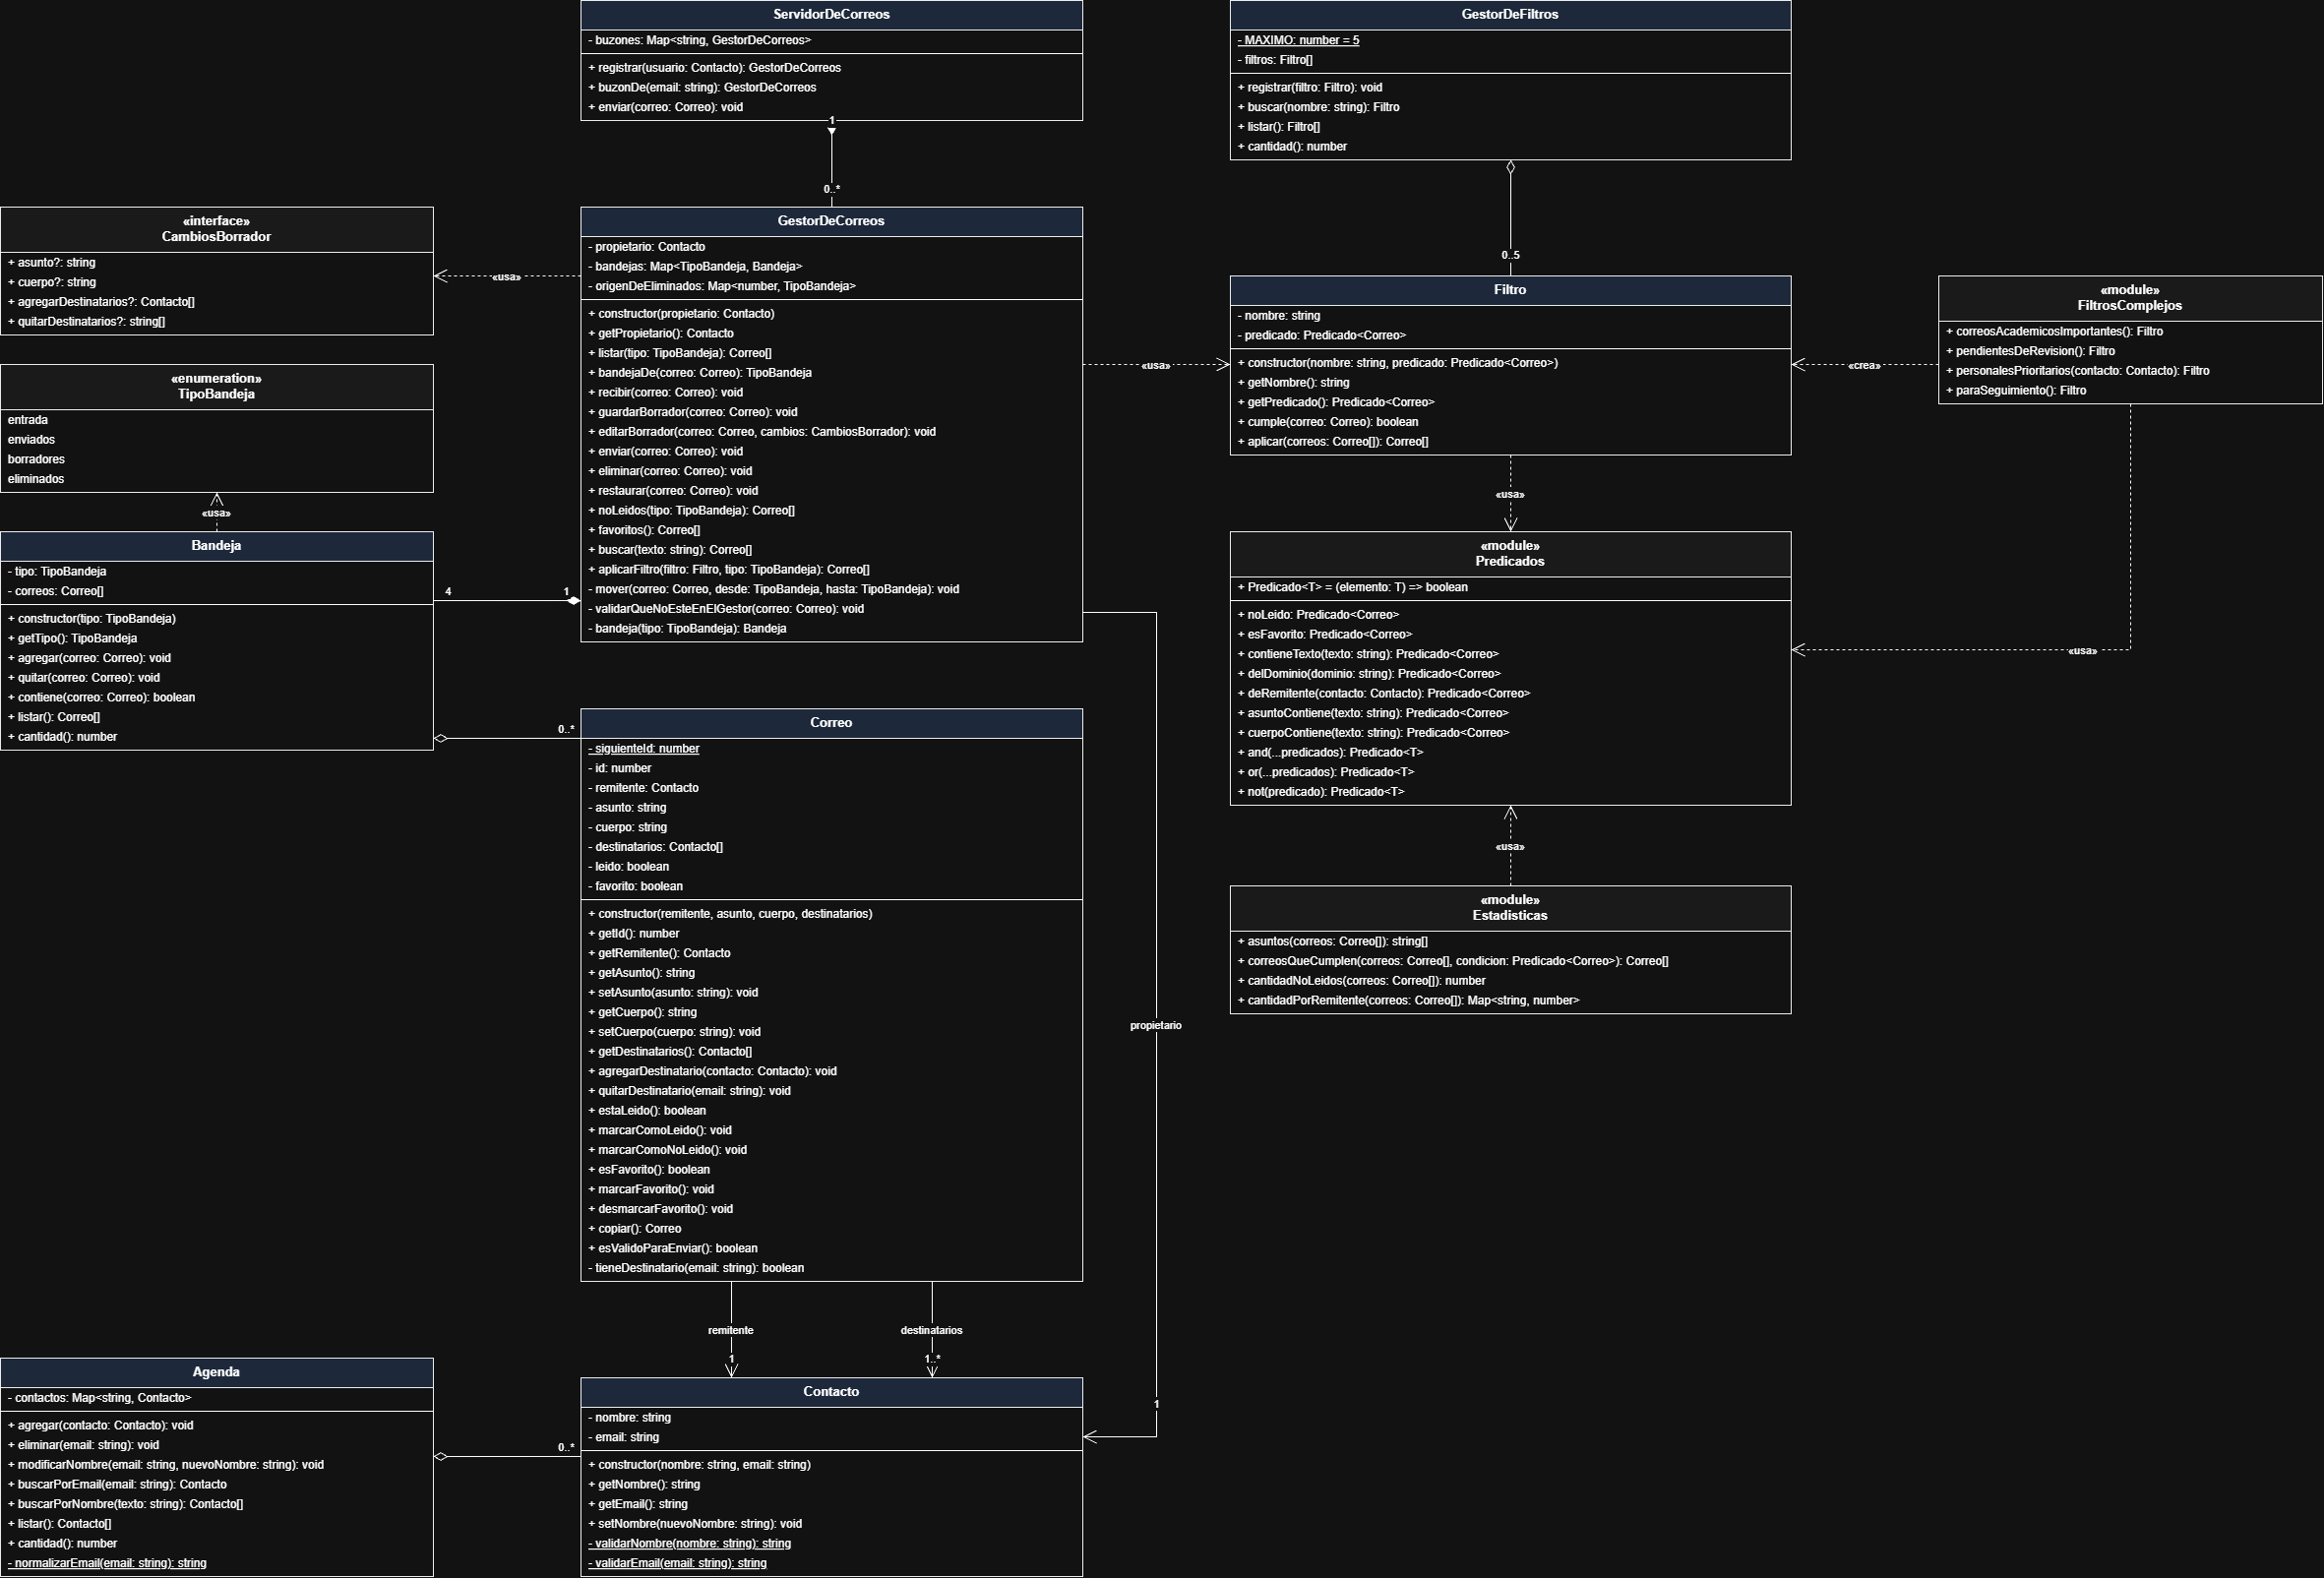 ServidorDeCorreos
- buzones: Map<string, GestorDeCorreos>
+ registrar(usuario: Contacto): GestorDeCorreos
+ buzonDe(email: string): GestorDeCorreos
+ enviar(correo: Correo): void
1
0..*
GestorDeFiltros
- MAXIMO: number = 5
- filtros: Filtro[]
+ registrar(filtro: Filtro): void
+ buscar(nombre: string): Filtro
+ listar(): Filtro[]
+ cantidad(): number
0..5
«interface»
CambiosBorrador
+ asunto?: string
+ cuerpo?: string
+ agregarDestinatarios?: Contacto[]
+ quitarDestinatarios?: string[]
«usa»
GestorDeCorreos
- propietario: Contacto
- bandejas: Map<TipoBandeja, Bandeja>
- origenDeEliminados: Map<number, TipoBandeja>
+ constructor(propietario: Contacto)
+ getPropietario(): Contacto
+ listar(tipo: TipoBandeja): Correo[]
+ bandejaDe(correo: Correo): TipoBandeja
+ recibir(correo: Correo): void
+ guardarBorrador(correo: Correo): void
+ editarBorrador(correo: Correo, cambios: CambiosBorrador): void
+ enviar(correo: Correo): void
+ eliminar(correo: Correo): void
+ restaurar(correo: Correo): void
+ noLeidos(tipo: TipoBandeja): Correo[]
+ favoritos(): Correo[]
+ buscar(texto: string): Correo[]
+ aplicarFiltro(filtro: Filtro, tipo: TipoBandeja): Correo[]
- mover(correo: Correo, desde: TipoBandeja, hasta: TipoBandeja): void
- validarQueNoEsteEnElGestor(correo: Correo): void
- bandeja(tipo: TipoBandeja): Bandeja
«usa»
Filtro
- nombre: string
- predicado: Predicado<Correo>
+ constructor(nombre: string, predicado: Predicado<Correo>)
+ getNombre(): string
+ getPredicado(): Predicado<Correo>
+ cumple(correo: Correo): boolean
+ aplicar(correos: Correo[]): Correo[]
«crea»
«module»
FiltrosComplejos
+ correosAcademicosImportantes(): Filtro
+ pendientesDeRevision(): Filtro
+ personalesPrioritarios(contacto: Contacto): Filtro
+ paraSeguimiento(): Filtro
«enumeration»
TipoBandeja
entrada
enviados
borradores
eliminados
«usa»
«usa»
Bandeja
- tipo: TipoBandeja
- correos: Correo[]
+ constructor(tipo: TipoBandeja)
+ getTipo(): TipoBandeja
+ agregar(correo: Correo): void
+ quitar(correo: Correo): void
+ contiene(correo: Correo): boolean
+ listar(): Correo[]
+ cantidad(): number
4
1
0..*
«module»
Predicados
+ Predicado<T> = (elemento: T) => boolean
+ noLeido: Predicado<Correo>
+ esFavorito: Predicado<Correo>
+ contieneTexto(texto: string): Predicado<Correo>
+ delDominio(dominio: string): Predicado<Correo>
+ deRemitente(contacto: Contacto): Predicado<Correo>
+ asuntoContiene(texto: string): Predicado<Correo>
+ cuerpoContiene(texto: string): Predicado<Correo>
+ and(...predicados): Predicado<T>
+ or(...predicados): Predicado<T>
+ not(predicado): Predicado<T>
«usa»
«usa»
Correo
- siguienteId: number
- id: number
- remitente: Contacto
- asunto: string
- cuerpo: string
- destinatarios: Contacto[]
- leido: boolean
- favorito: boolean
+ constructor(remitente, asunto, cuerpo, destinatarios)
+ getId(): number
+ getRemitente(): Contacto
+ getAsunto(): string
+ setAsunto(asunto: string): void
+ getCuerpo(): string
+ setCuerpo(cuerpo: string): void
+ getDestinatarios(): Contacto[]
+ agregarDestinatario(contacto: Contacto): void
+ quitarDestinatario(email: string): void
+ estaLeido(): boolean
+ marcarComoLeido(): void
+ marcarComoNoLeido(): void
+ esFavorito(): boolean
+ marcarFavorito(): void
+ desmarcarFavorito(): void
+ copiar(): Correo
+ esValidoParaEnviar(): boolean
- tieneDestinatario(email: string): boolean
«module»
Estadisticas
+ asuntos(correos: Correo[]): string[]
+ correosQueCumplen(correos: Correo[], condicion: Predicado<Correo>): Correo[]
+ cantidadNoLeidos(correos: Correo[]): number
+ cantidadPorRemitente(correos: Correo[]): Map<string, number>
propietario
1
remitente
1
destinatarios
1..*
Agenda
- contactos: Map<string, Contacto>
+ agregar(contacto: Contacto): void
+ eliminar(email: string): void
+ modificarNombre(email: string, nuevoNombre: string): void
+ buscarPorEmail(email: string): Contacto
+ buscarPorNombre(texto: string): Contacto[]
+ listar(): Contacto[]
+ cantidad(): number
- normalizarEmail(email: string): string
0..*
Contacto
- nombre: string
- email: string
+ constructor(nombre: string, email: string)
+ getNombre(): string
+ getEmail(): string
+ setNombre(nuevoNombre: string): void
- validarNombre(nombre: string): string
- validarEmail(email: string): string